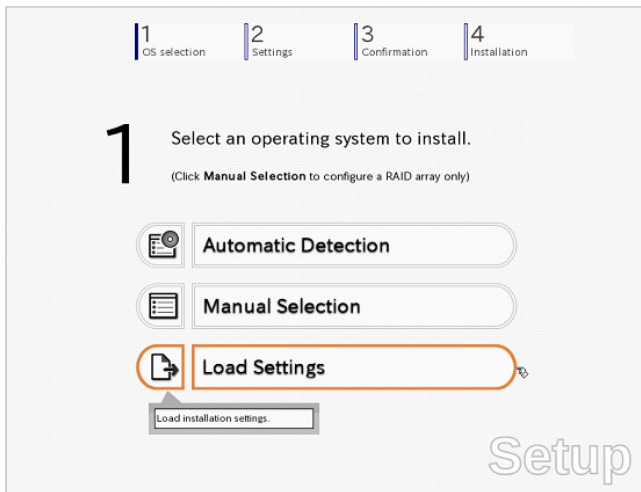 1
OS selection
2
Settings
3
Confirmation
4
Installation
1
Select an operating system to install.
(Click Manual Selection to configure a RAID array only)
Automatic Detection
Manual Selection
Load Settings
Load installation settings.
Setup